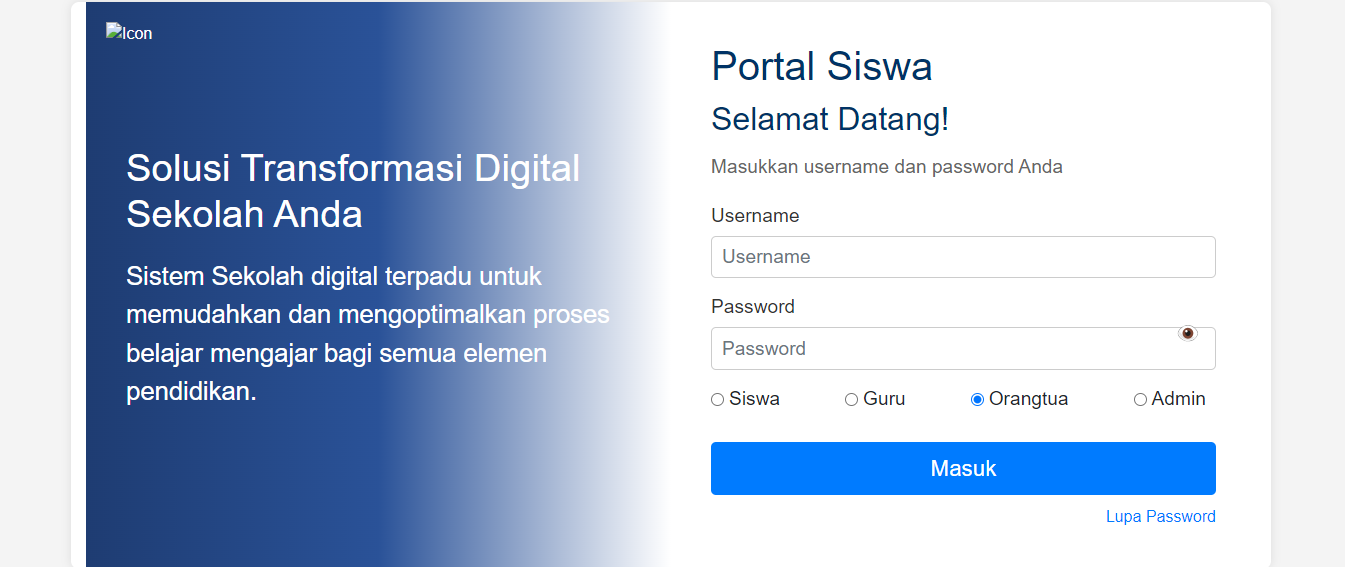 Icon
Solusi Transformasi Digital
Sekolah Anda
Sistem Sekolah digital terpadu untuk
memudahkan dan mengoptimalkan proses
belajar mengajar bagi semua elemen
pendidikan.
Portal Siswa
Selamat Datang!
Masukkan username dan password Anda
Username
Username
Password
Password
Siswa Guru Orangtua Admin
Masuk
Lupa Password